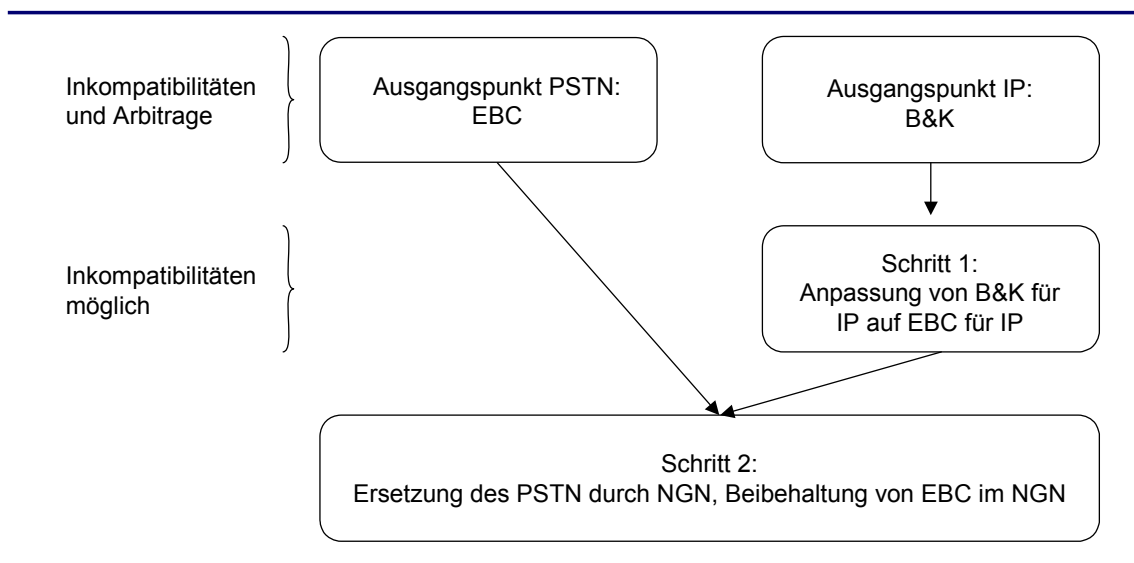 Inkompatibilitäten
und Arbitrage
Ausgangspunkt PSTN:
EBC
Ausgangspunkt IP:
B&K
Inkompatibilitäten
möglich
Schritt 1:
Anpassung von B&K für
IP auf EBC für IP
Schritt 2:
Ersetzung des PSTN durch NGN, Beibehaltung von EBC im NGN